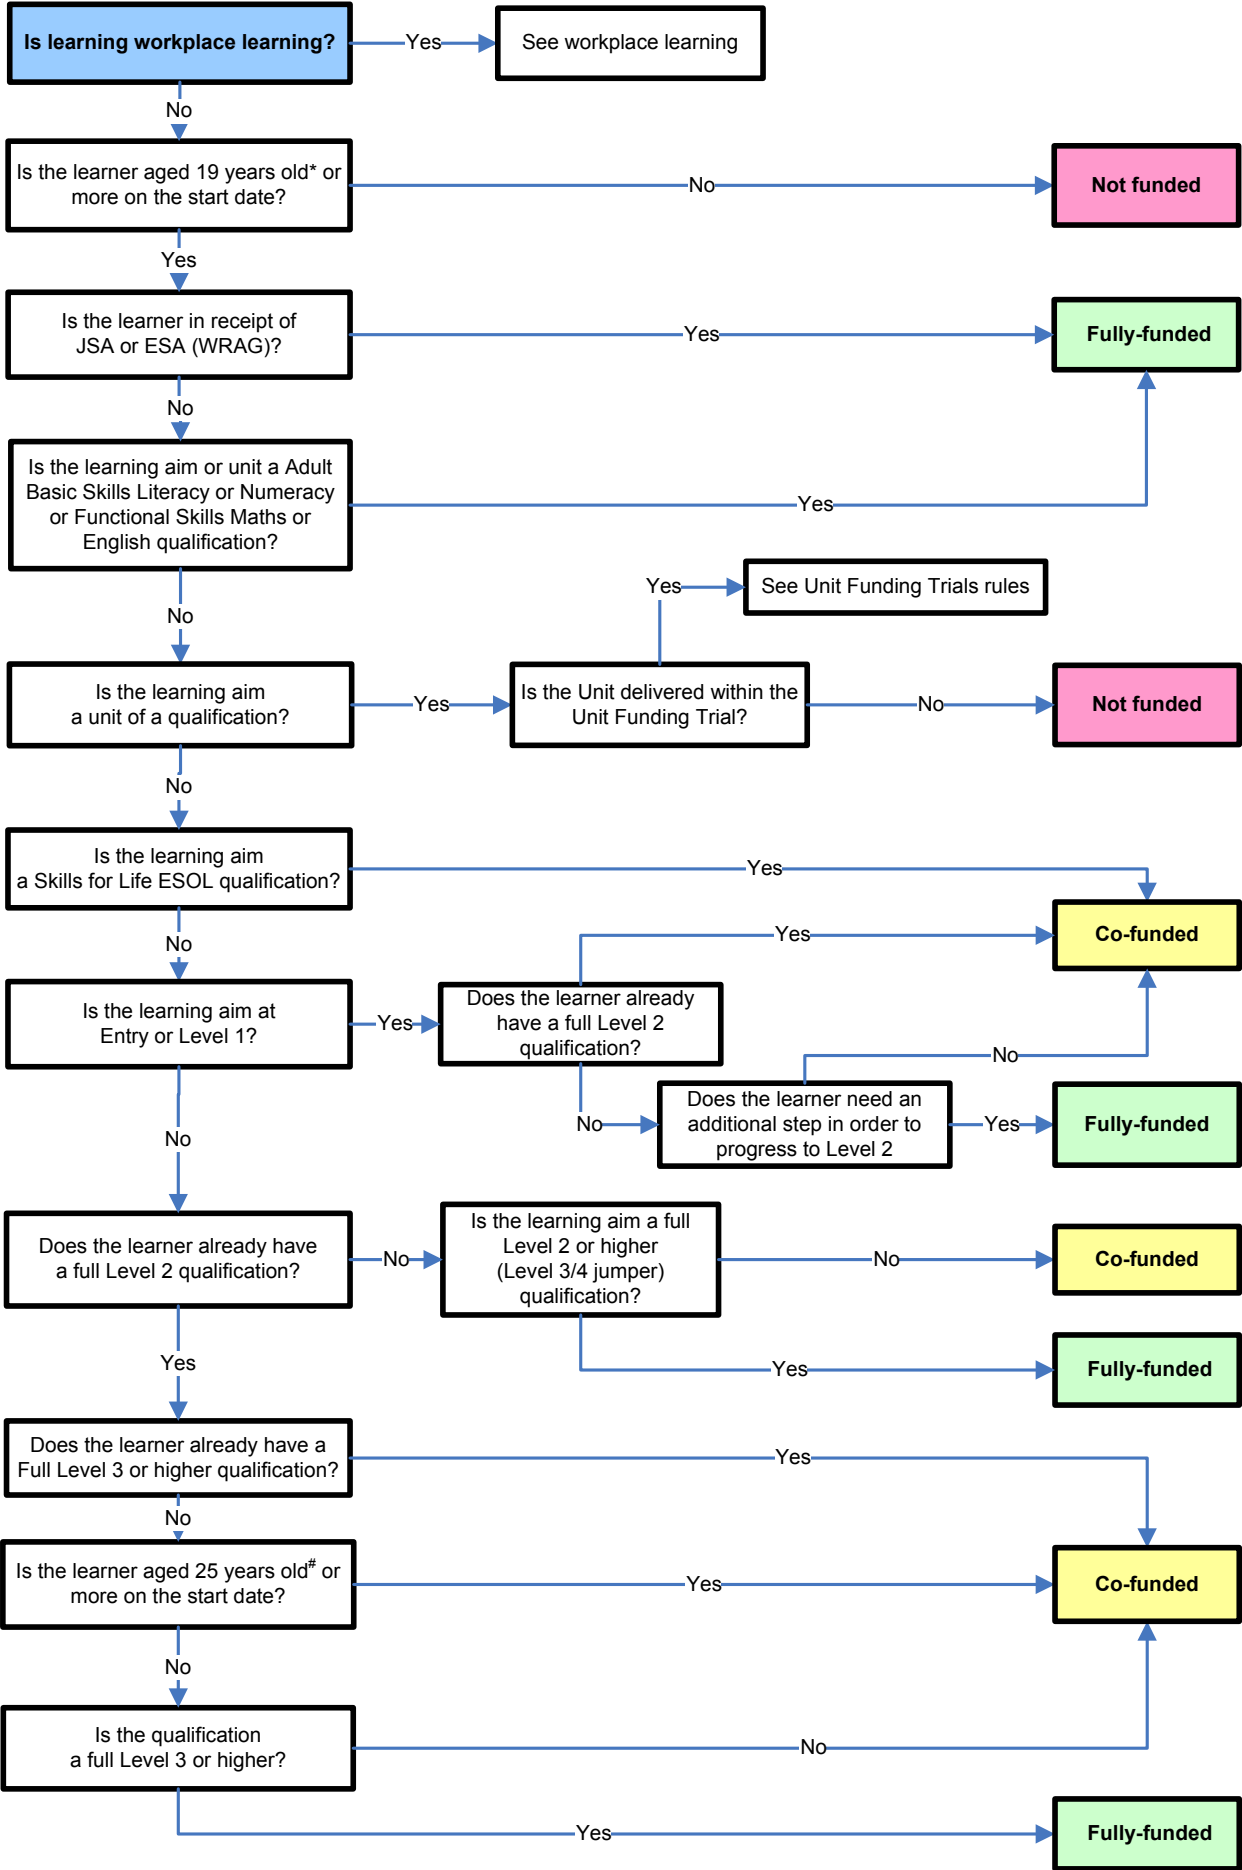 Is learning workplace learning?
Yes
See workplace learning
No
Is the learner aged 19 years old* or
more on the start date?
No
Not funded
Yes
Is the learner in receipt of
JSA or ESA (WRAG)?
Yes
Fully-funded
No
Is the learning aim or unit a Adult
Basic Skills Literacy or Numeracy
or Functional Skills Maths or
English qualification?
Yes
No
Yes
See Unit Funding Trials rules
Is the learning aim
a unit of a qualification?
Yes
Is the Unit delivered within the
Unit Funding Trial?
No
Not funded
No
Is the learning aim
a Skills for Life ESOL qualification?
Yes
No
Yes
Co-funded
Is the learning aim at
Entry or Level 1?
Yes
Does the learner already
have a full Level 2
qualification?
No
No
Does the learner need an
additional step in order to
progress to Level 2
Yes
Fully-funded
No
Does the learner already have
a full Level 2 qualification?
No
Is the learning aim a full
Level 2 or higher
(Level 3/4 jumper)
qualification?
No
Co-funded
Yes
Yes
Fully-funded
Does the learner already have a
Full Level 3 or higher qualification?
Yes
No
Is the learner aged 25 years old# or
more on the start date?
Yes
Co-funded
No
Is the qualification
a full Level 3 or higher?
No
Yes
Fully-funded